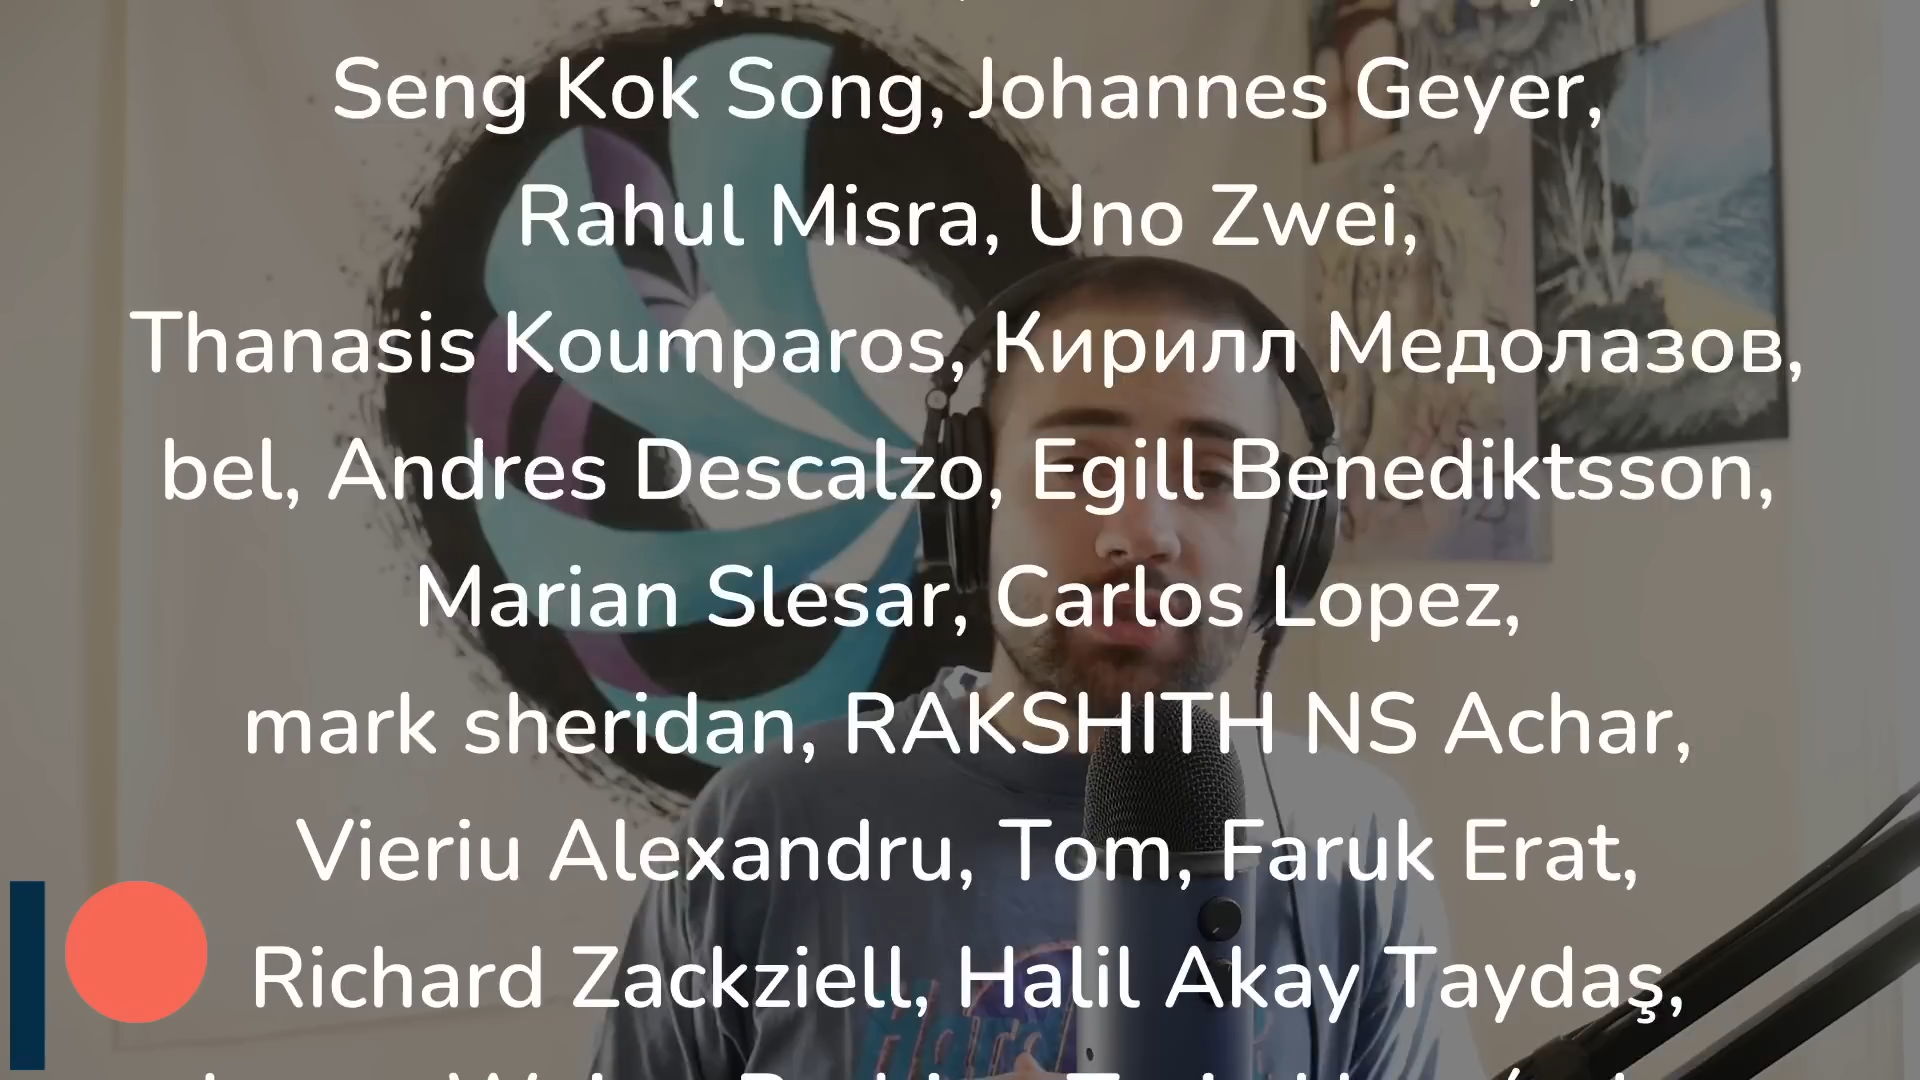 Seng Kok Song, Johannes Geyer,
Rahul Misra, Uno Zwei,
Thanasis Koumparos, Кирилл Медолазов,
bel, Andres Descalzo, Egill Benediktsson,
Marian Slesar, Carlos Lopez,
mark sheridan, RAKSHITH NS Achar,
Vieriu Alexandru, Tom, Faruk Erat,
Richard Zackziell, Halil Akay Taydaş,